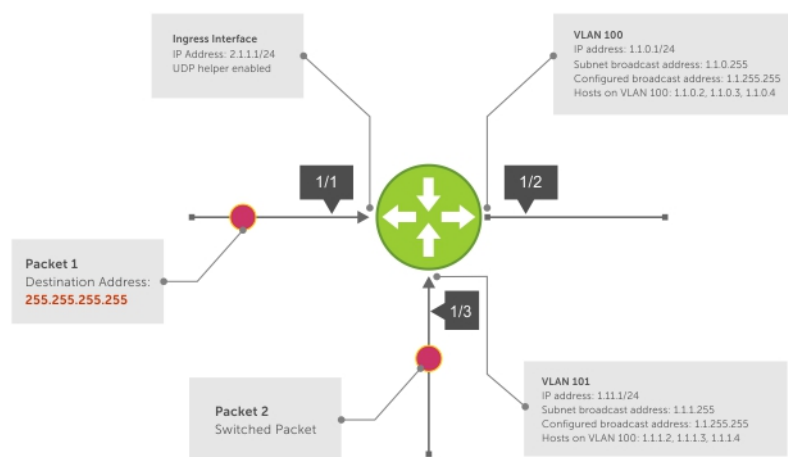 Ingress Interface
IP Address: 2.1.1.1/24
UDP helper enabled
VLAN 100
IP address: 1.1.0.1/24
Subnet broadcast address: 1.1.0.255
Configured broadcast address: 1.1.255.255
Hosts on VLAN 100: 1.1.0.2, 1.1.0.3, 1.1.0.4
1/1
1/2
Packet 1
Destination Address:
255.255.255.255
1/3
Packet 2
Switched Packet
VLAN 101
IP address: 1.11.1/24
Subnet broadcast address: 1.1.1.255
Configured broadcast address: 1.1.255.255
Hosts on VLAN 100: 1.1.1.2, 1.1.1.3, 1.1.1.4